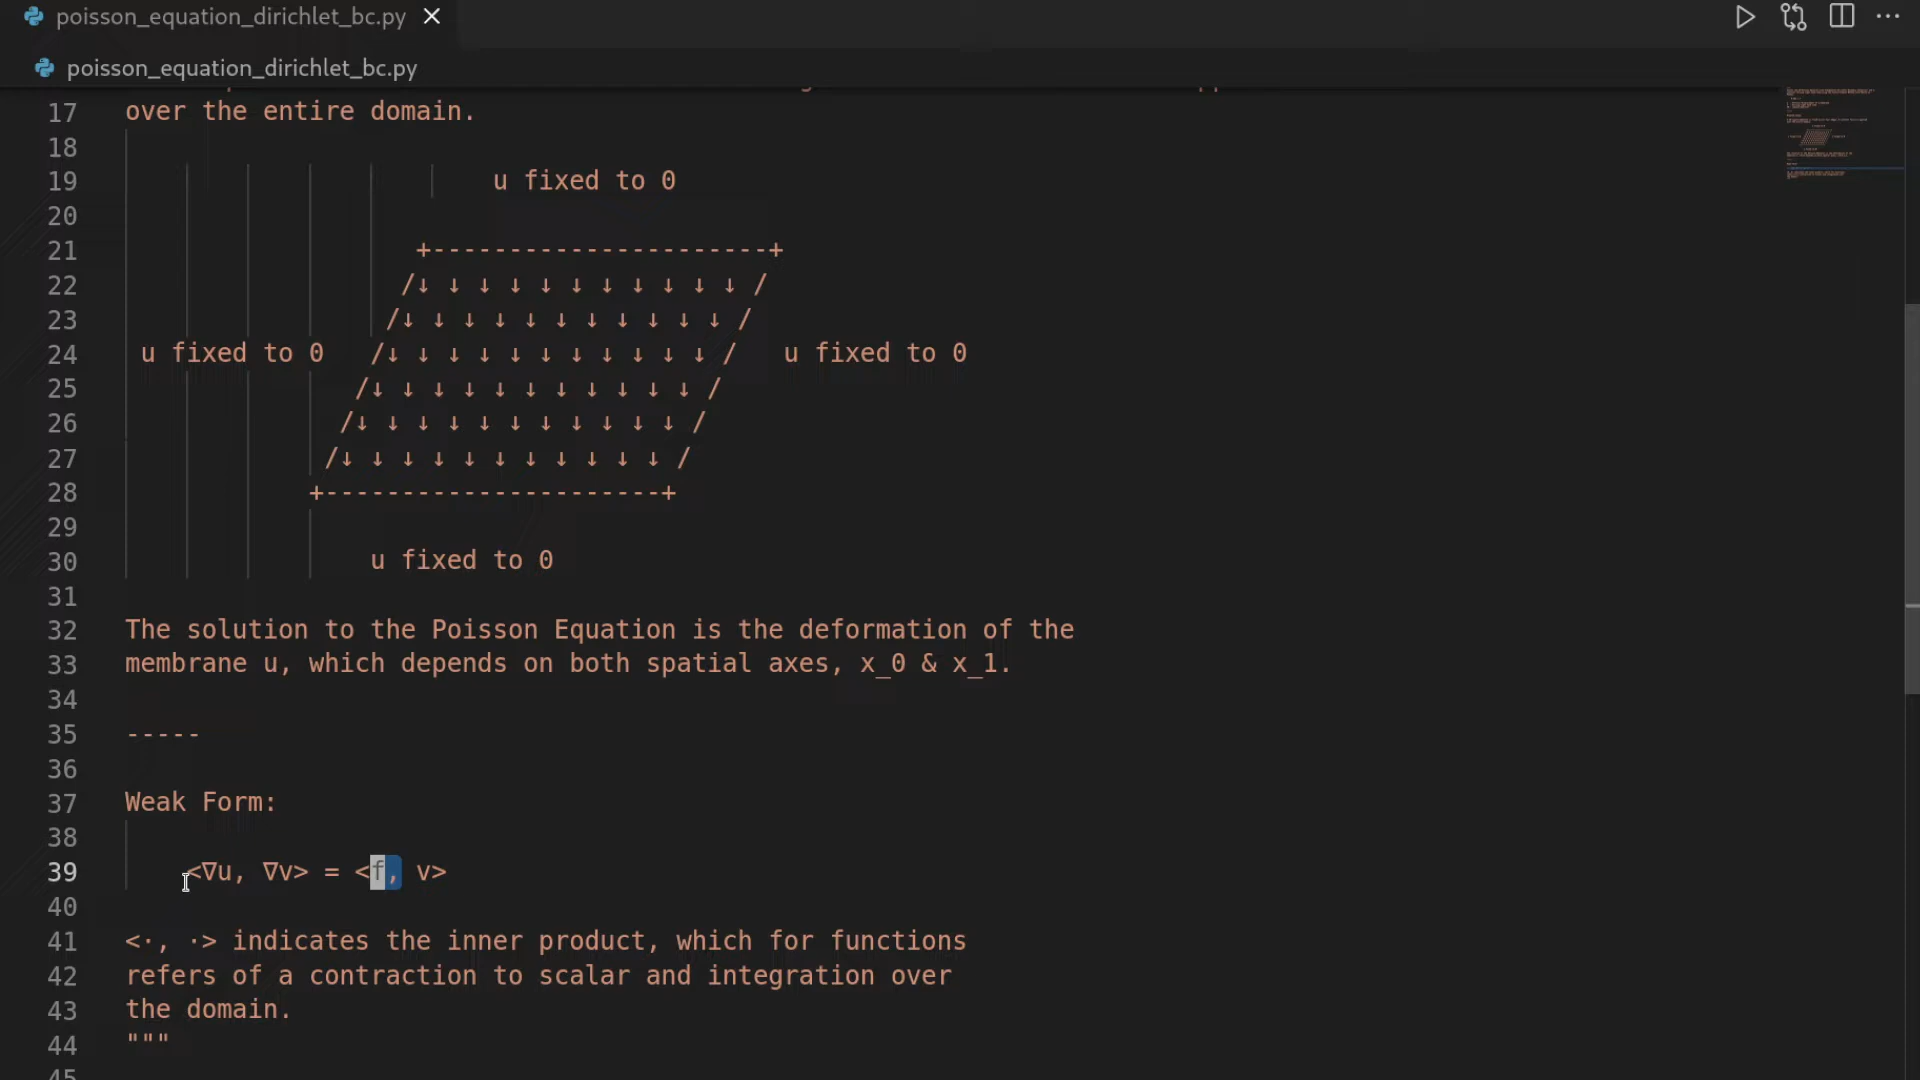 poisson_equation_dirichlet_bc.py
poisson_equation_dirichlet_bc.py
17 over the entire domain.
18
19 u fixed to 0
20
21 +----------------------+
22 /↓ ↓ ↓ ↓ ↓ ↓ ↓ ↓ ↓ ↓ ↓ /
23 /↓ ↓ ↓ ↓ ↓ ↓ ↓ ↓ ↓ ↓ ↓ /
24 u fixed to 0 /↓ ↓ ↓ ↓ ↓ ↓ ↓ ↓ ↓ ↓ ↓ / u fixed to 0
25 /↓ ↓ ↓ ↓ ↓ ↓ ↓ ↓ ↓ ↓ ↓ /
26 /↓ ↓ ↓ ↓ ↓ ↓ ↓ ↓ ↓ ↓ ↓ /
27 /↓ ↓ ↓ ↓ ↓ ↓ ↓ ↓ ↓ ↓ ↓ /
28 +----------------------+
29
30 u fixed to 0
31
32 The solution to the Poisson Equation is the deformation of the
33 membrane u, which depends on both spatial axes, x_0 & x_1.
34
35 -----
36
37 Weak Form:
38
39 <∇u, ∇v> = <f, v>
40
41 <⋅, ⋅> indicates the inner product, which for functions
42 refers of a contraction to scalar and integration over
43 the domain.
44 """
45